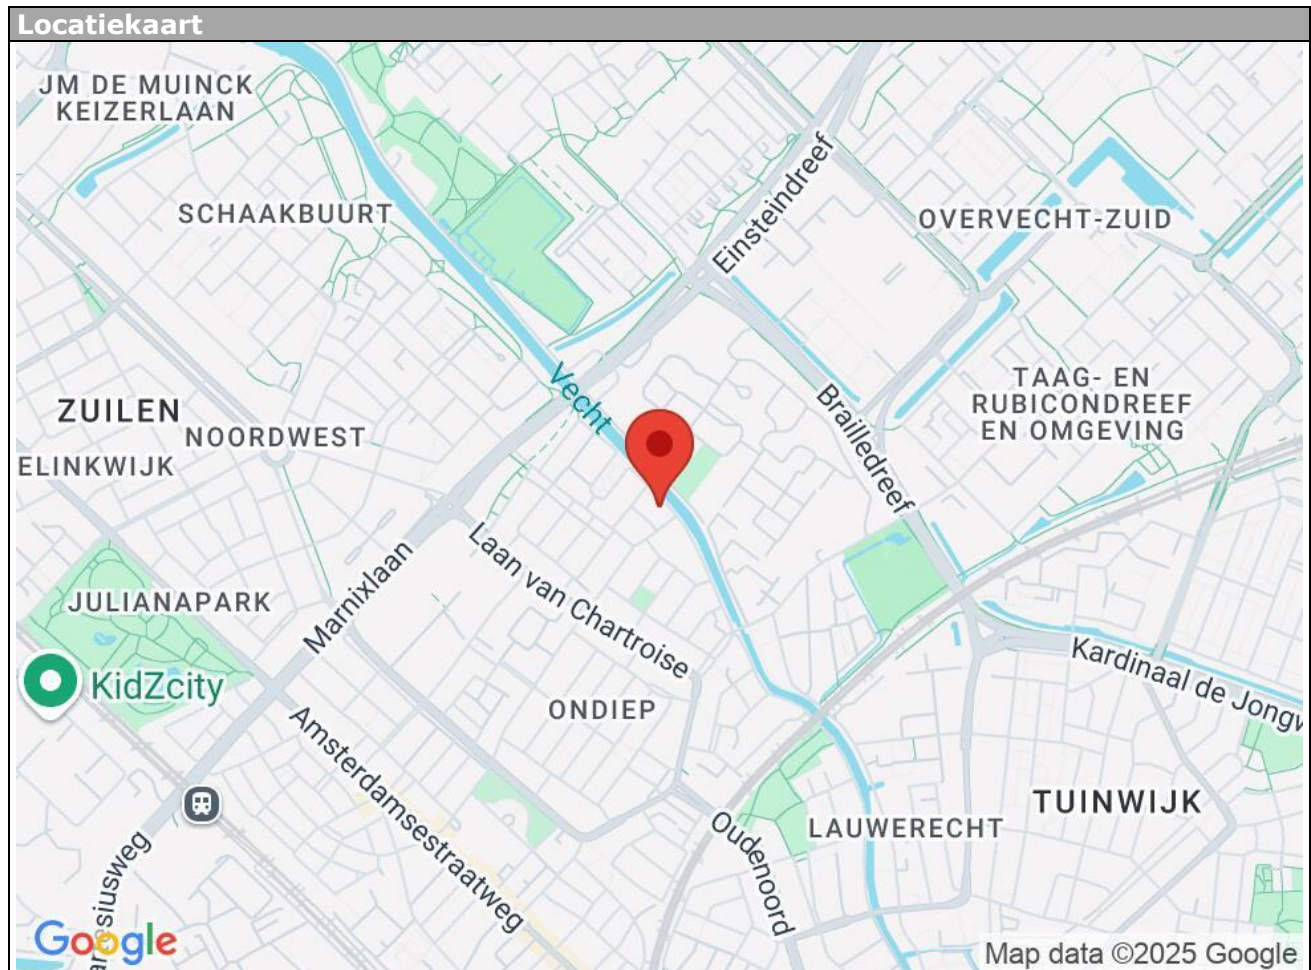 Locatiekaart
JM DE MUINCK
KEIZERLAAN
SCHAAKBUURT
Einsteindreef
OVERVECHT-ZUID
Vecht
ZUILEN
NOORDWEST
ELINKWIJK
TAAG- EN
RUBICONDREEF
EN OMGEVING
Brailledreef
Laan van Chartroise
Marnixlaan
JULIANAPARK
KidZcity
Kardinaal de Jongw
ONDIEP
Amsterdamsestraatweg
TUINWIJK
LAUWERECHT
Oudenoord
siusweg
Google
Map data ©2025 Google